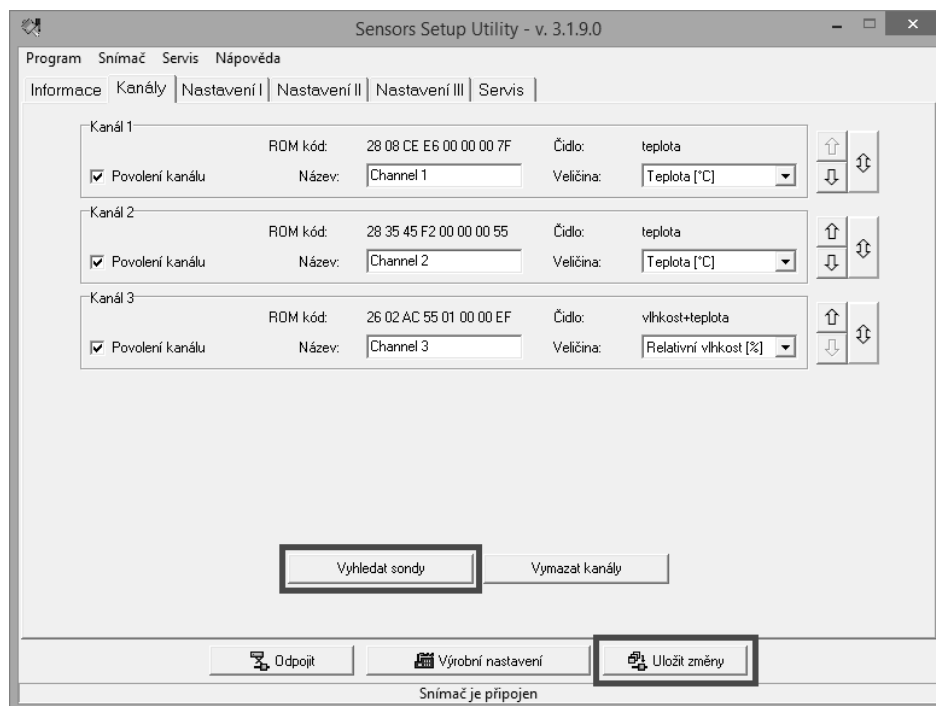 Sensors Setup Utility - v. 3.1.9.0
Program Snímač Servis Nápověda
Informace Kanály Nastavení I Nastavení II Nastavení III Servis
Kanál 1
ROM kód: 28 08 CE E6 00 00 00 7F Čidlo: teplota
Povolení kanálu Název: Channel 1 Veličina: Teplota [°C]
Kanál 2
ROM kód: 28 35 45 F2 00 00 00 55 Čidlo: teplota
Povolení kanálu Název: Channel 2 Veličina: Teplota [°C]
Kanál 3
ROM kód: 26 02 AC 55 01 00 00 EF Čidlo: vlhkost+teplota
Povolení kanálu Název: Channel 3 Veličina: Relativní vlhkost [%]
Vyhledat sondy Vymazat kanály
Odpojit Výrobní nastavení Uložit změny
Snímač je připojen